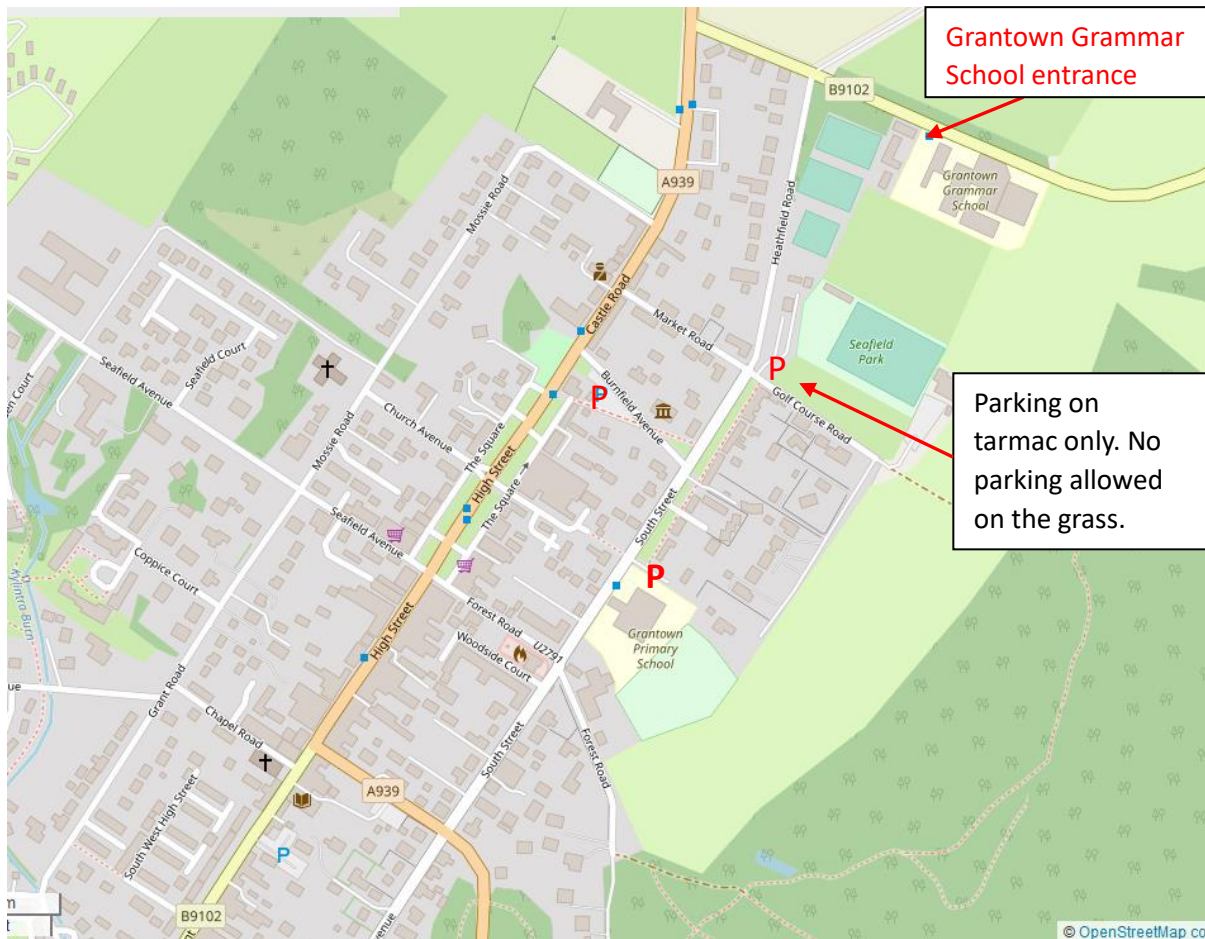 Grantown Grammar
School entrance
B9102
Grantown
Grammar
School
A939
Mossie Road
Heathfield Road
Castle Road
Market Road
Seafield
Park
P
Golf Course Road
Parking on
tarmac only. No
parking allowed
on the grass.
Seafield Court
Seafield Avenue
Church Avenue
Mossie Road
Burnfield Avenue
P
The Square
High Street
The Square
South Street
Seafield Avenue
Coppice Court
Kylintra Burn
P
Grantown
Primary
School
Forest Road
U2791
Woodside Court
High Street
Grant Road
Chapel Road
South Street
Forest Road
A939
South West High Street
P
B9102
© OpenStreetMap co